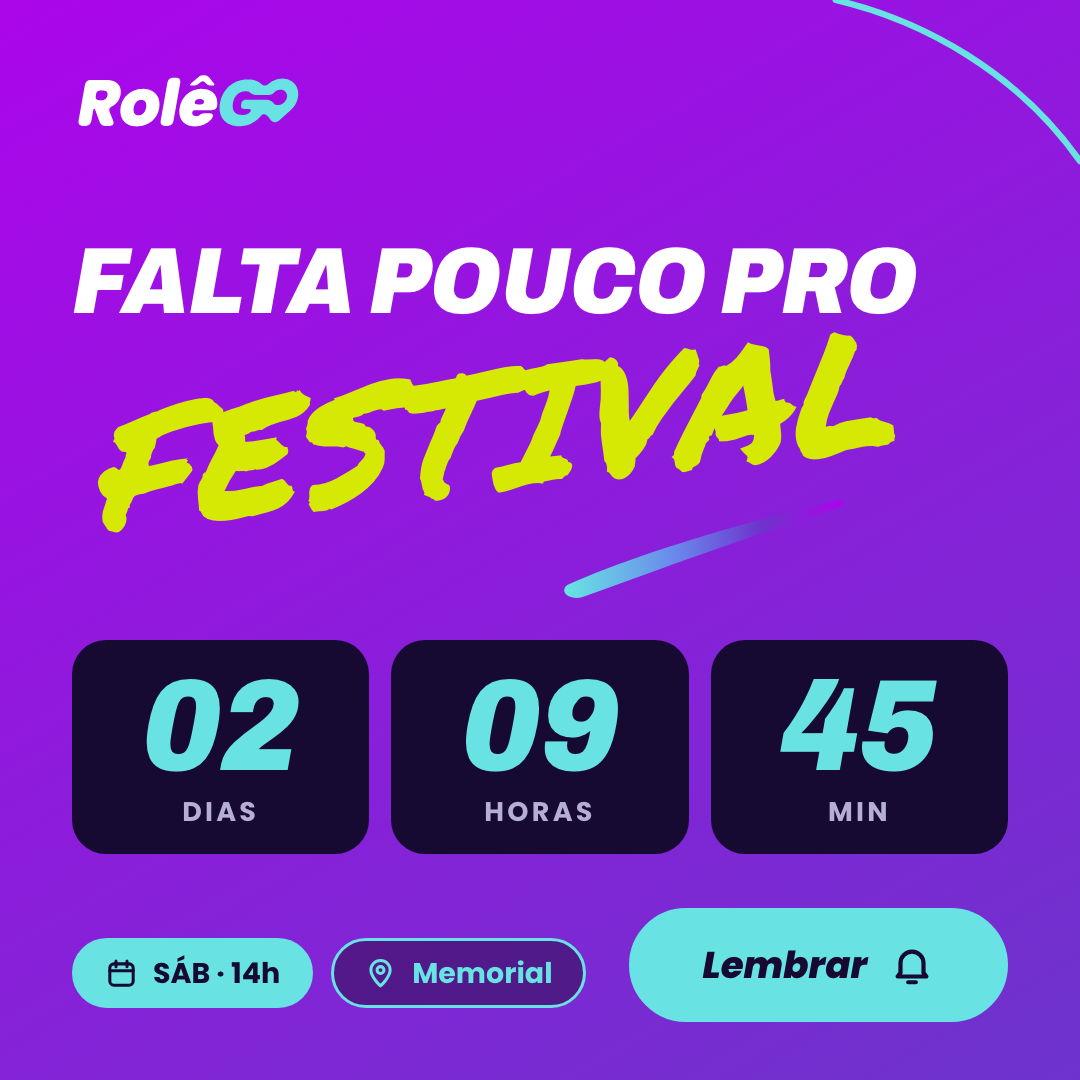 RolêGO
FALTA POUCO PRO
FESTIVAL
02 09 45
DIAS HORAS MIN
SÁB · 14h Memorial Lembrar